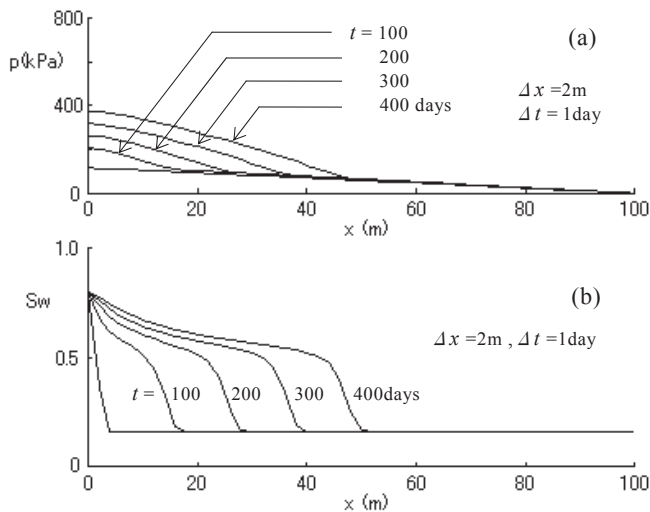 800
t = 100
(a)
p(kPa)
200
300
Δx =2m
400
400 days
Δt = 1day
0
0 20 40 60 80 100
x (m)
1.0
Sw
(b)
Δx =2m , Δt =1day
0.5
t = 100 200 300 400days
0
0 20 40 60 80 100
x (m)